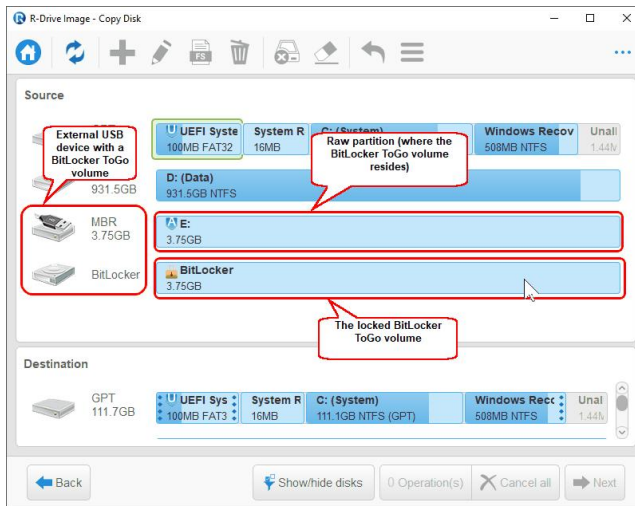 R-Drive Image - Copy Disk
FS
Source
External USB
device with a
BitLocker ToGo
volume
UEFI Syste
100MB FAT32
System R
16MB
C: (System)
Raw partition (where the
BitLocker ToGo volume
resides)
Windows Recov
508MB NTFS
Unall
1.44M
931.5GB
D: (Data)
931.5GB NTFS
MBR
3.75GB
E:
3.75GB
BitLocker
BitLocker
3.75GB
The locked BitLocker
ToGo volume
Destination
GPT
111.7GB
UEFI Sys
100MB FAT3
System R
16MB
C: (System)
111.1GB NTFS (GPT)
Windows Recc
508MB NTFS
Unal
1.44M
Back
Show/hide disks
0 Operation(s)
Cancel all
Next